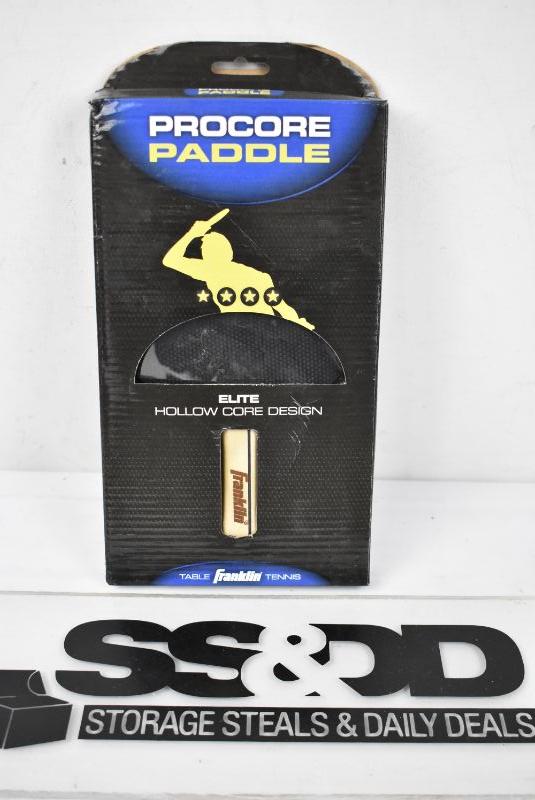 PADDLE
PROCORE
PADDLE
ELITE
HOLLOW CORE DESIGN
Franklin
TABLE Franklin TENNIS
SS&DD
STORAGE STEALS & DAILY DEALS